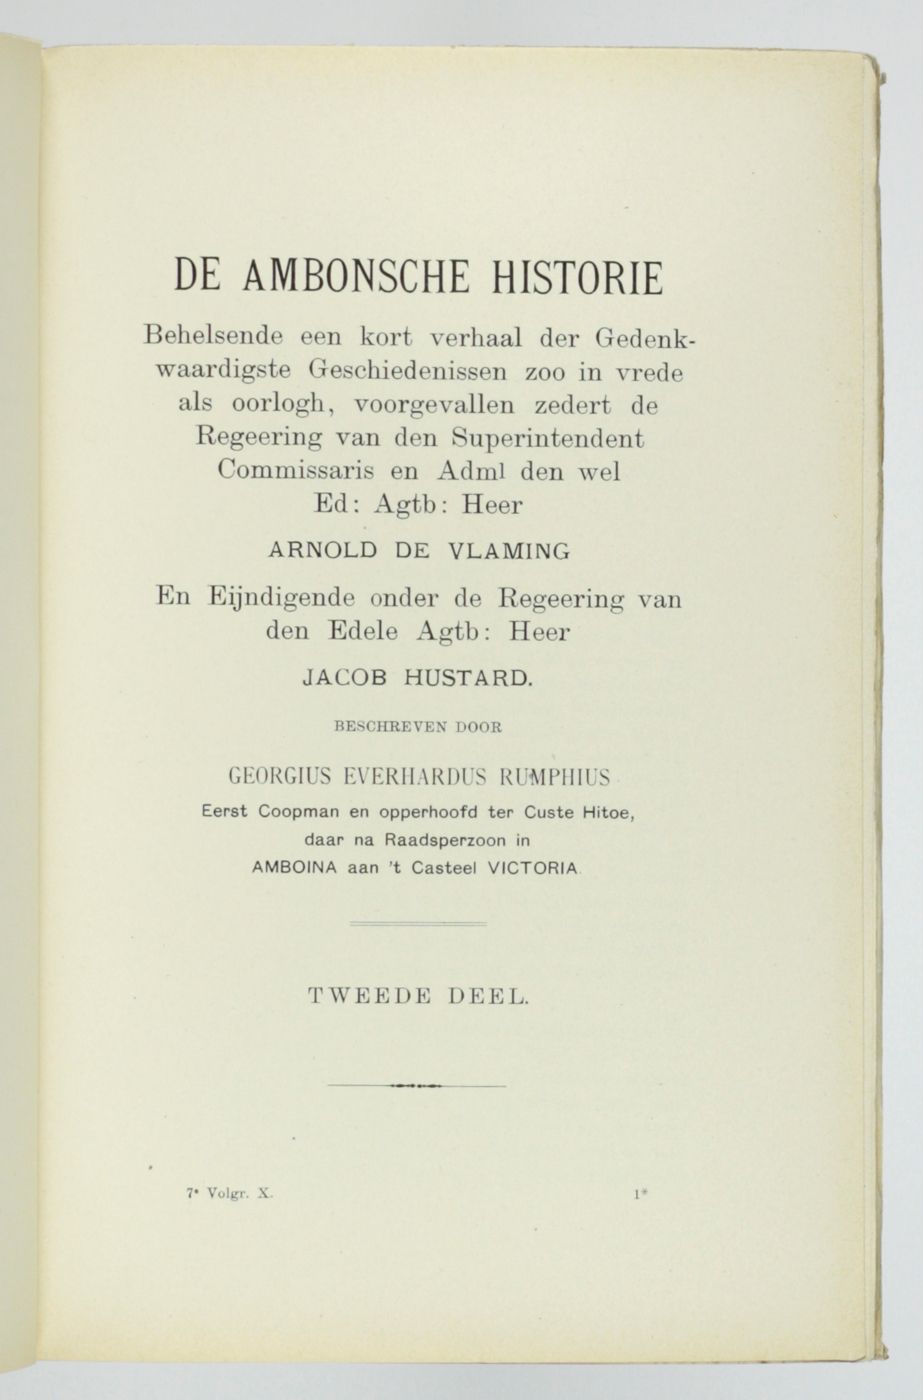 DE AMBONSCHE HISTORIE
Behelsende een kort verhaal der Gedenk-
waardigste Geschiedenissen zoo in vrede
als oorlogh, voorgevallen zedert de
Regeering van den Superintendent
Commissaris en Adml den wel
Ed: Agtb: Heer
ARNOLD DE VLAMING
En Eijndigende onder de Regeering van
den Edele Agtb: Heer
JACOB HUSTARD.
BESCHREVEN DOOR
GEORGIUS EVERHARDUS RUMPHIUS
Eerst Coopman en opperhoofd ter Custe Hitoe,
daar na Raadsperzoon in
AMBOINA aan 't Casteel VICTORIA.
TWEEDE DEEL.
7e Volgr. X. 1*